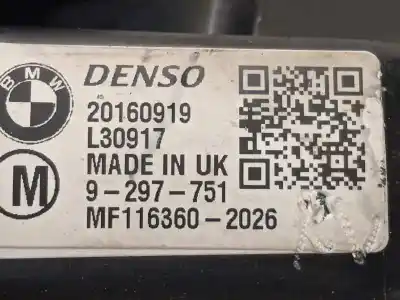 BMW
DENSO
20160919
L30917
MADE IN UK
M
9-297-751
MF116360-2026